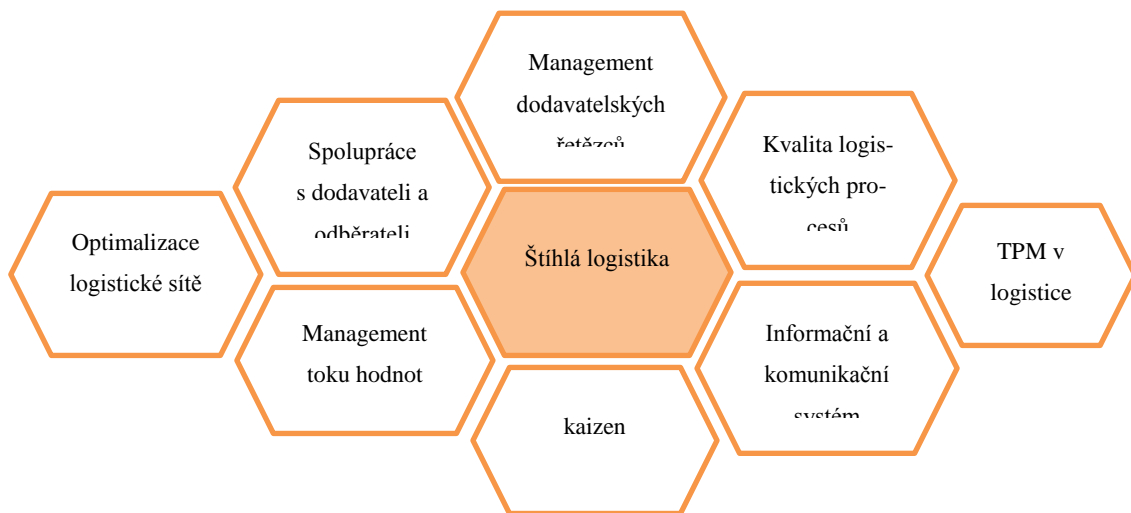 Management
dodavatelských
řetězců
Spolupráce
s dodavateli a
odběrateli
Kvalita logis-
tických pro-
cesů
Optimalizace
logistické sítě
Štíhlá logistika
TPM v
logistice
Management
toku hodnot
Informační a
komunikační
systém
kaizen